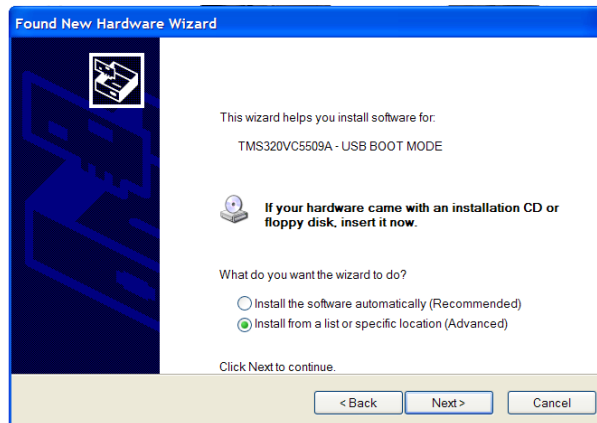 Found New Hardware Wizard
This wizard helps you install software for:
TMS320VC5509A - USB BOOT MODE
If your hardware came with an installation CD or
floppy disk, insert it now.
What do you want the wizard to do?
Install the software automatically (Recommended)
Install from a list or specific location (Advanced)
Click Next to continue.
< Back
Next >
Cancel